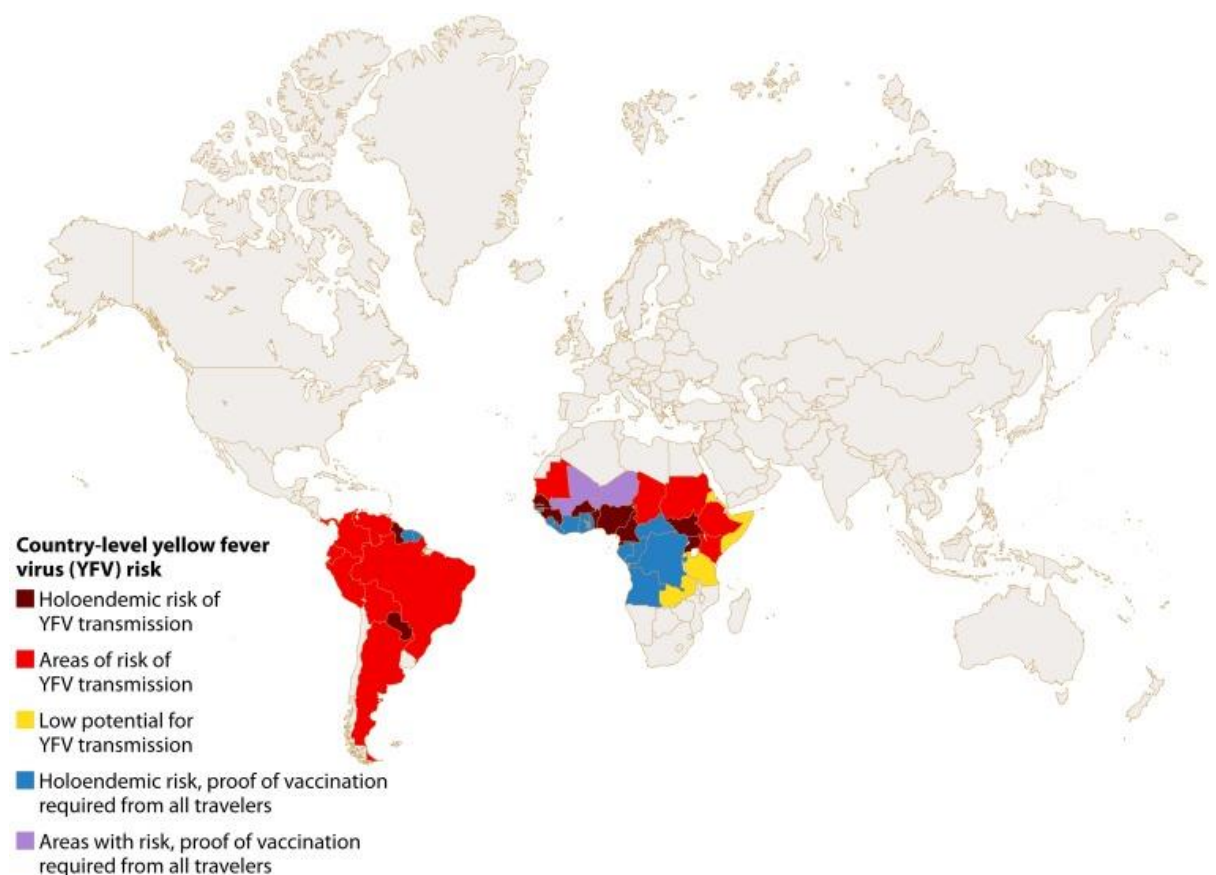 Country-level yellow fever
virus (YFV) risk
Holoendemic risk of
YFV transmission
Areas of risk of
YFV transmission
Low potential for
YFV transmission
Holoendemic risk, proof of vaccination
required from all travelers
Areas with risk, proof of vaccination
required from all travelers